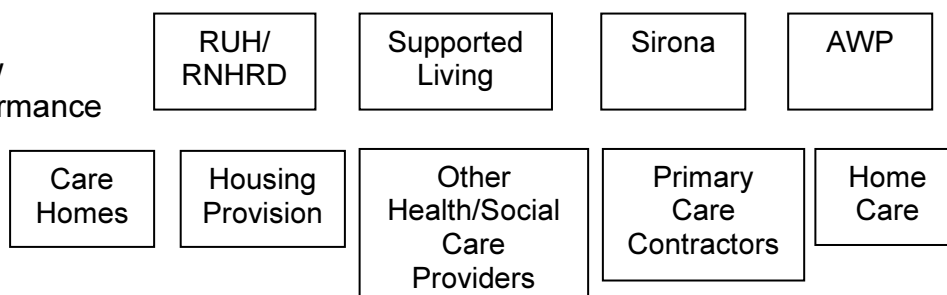 RUH/
RNHRD
Supported
Living
Sirona
AWP
Care
Homes
Housing
Provision
Other
Health/Social
Care
Providers
Primary
Care
Contractors
Home
Care